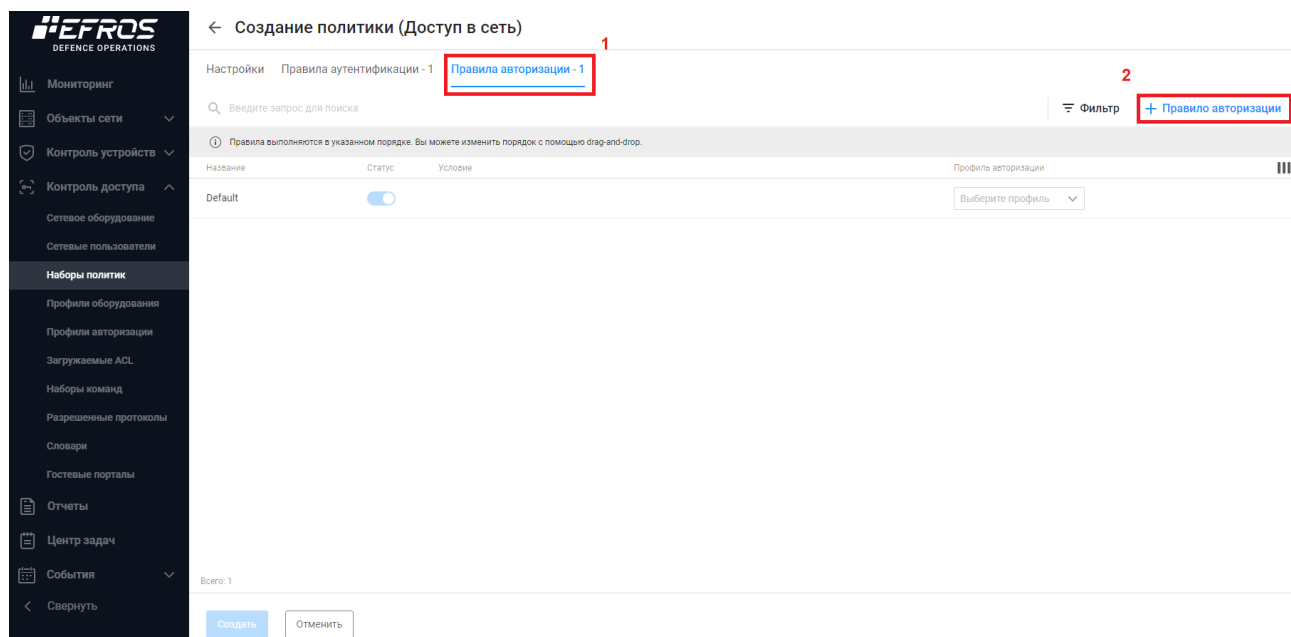 EFROS
DEFENCE OPERATIONS
Мониторинг
Объекты сети
Контроль устройств
Контроль доступа
Сетевое оборудование
Сетевые пользователи
Наборы политик
Профили оборудования
Профили авторизации
Загружаемые ACL
Наборы команд
Разрешенные протоколы
Словари
Гостевые порталы
Отчеты
Центр задач
События
Свернуть
Создание политики (Доступ в сеть)
1
Настройки Правила аутентификации - 1 Правила авторизации - 1
2
Введите запрос для поиска Фильтр + Правило авторизации
Правила выполняются в указанном порядке. Вы можете изменить порядок с помощью drag-and-drop.
Название Статус Условие Профиль авторизации
Default Выберите профиль
Всего: 1
Создать Отменить